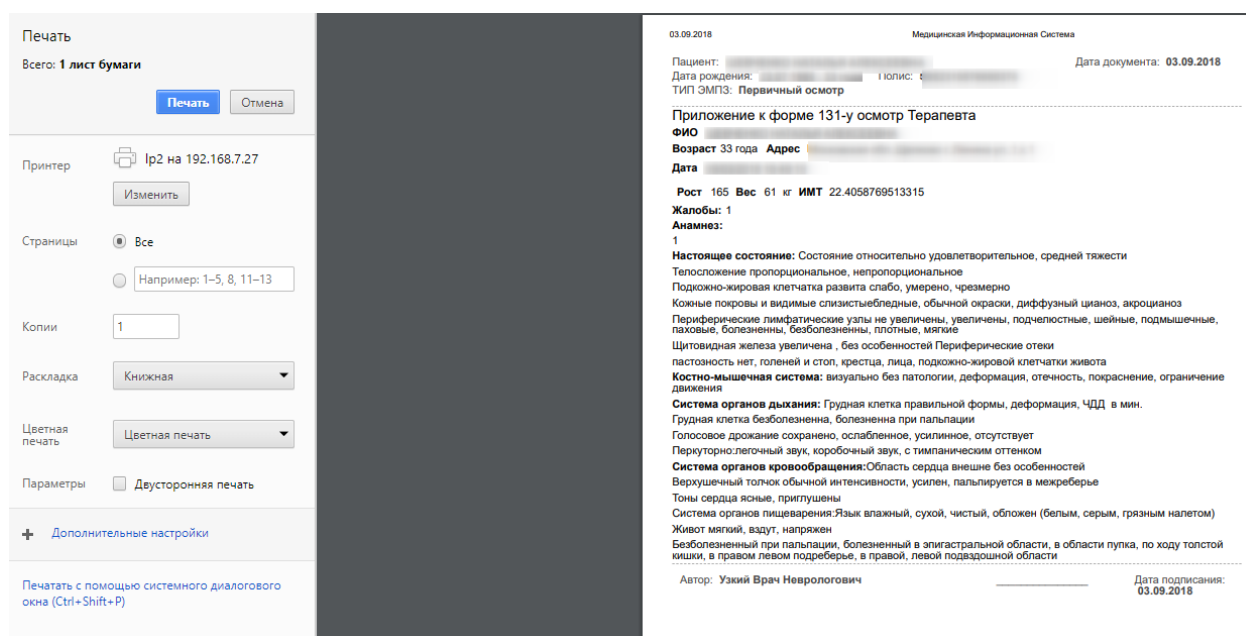 Печать
Всего: 1 лист бумаги
Печать
Отмена
Принтер
lp2 на 192.168.7.27
Изменить
Страницы
Все
Например: 1–5, 8, 11–13
Копии
1
Раскладка
Книжная
Цветная печать
Цветная печать
Параметры
Двусторонняя печать
Дополнительные настройки
Печатать с помощью системного диалогового
окна (Ctrl+Shift+P)
03.09.2018 Медицинская Информационная Система
Пациент: Дата документа: 03.09.2018
Дата рождения: Полис:
ТИП ЭМПЗ: Первичный осмотр
Приложение к форме 131-у осмотр Терапевта
ФИО
Возраст 33 года Адрес
Дата
Рост 165 Вес 61 кг ИМТ 22.4058769513315
Жалобы: 1
Анамнез:
1
Настоящее состояние: Состояние относительно удовлетворительное, средней тяжести
Телосложение пропорциональное, непропорциональное
Подкожно-жировая клетчатка развита слабо, умерено, чрезмерно
Кожные покровы и видимые слизистыебледные, обычной окраски, диффузный цианоз, акроцианоз
Периферические лимфатические узлы не увеличены, увеличены, подчелюстные, шейные, подмышечные,
паховые, болезненны, безболезненны, плотные, мягкие
Щитовидная железа увеличена , без особенностей Периферические отеки
пастозность нет, голеней и стоп, крестца, лица, подкожно-жировой клетчатки живота
Костно-мышечная система: визуально без патологии, деформация, отечность, покраснение, ограничение
движения
Система органов дыхания: Грудная клетка правильной формы, деформация, ЧДД в мин.
Грудная клетка безболезненна, болезненна при пальпации
Голосовое дрожание сохранено, ослабленное, усилинное, отсутствует
Перкуторно:легочный звук, коробочный звук, с тимпаническим оттенком
Система органов кровообращения:Область сердца внешне без особенностей
Верхушечный толчок обычной интенсивности, усилен, пальпируется в межреберье
Тоны сердца ясные, приглушены
Система органов пищеварения:Язык влажный, сухой, чистый, обложен (белым, серым, грязным налетом)
Живот мягкий, вздут, напряжен
Безболезненный при пальпации, болезненный в эпигастральной области, в области пупка, по ходу толстой
кишки, в правом левом подреберье, в правой, левой подвздошной области
Автор: Узкий Врач Неврологович Дата подписания:
03.09.2018